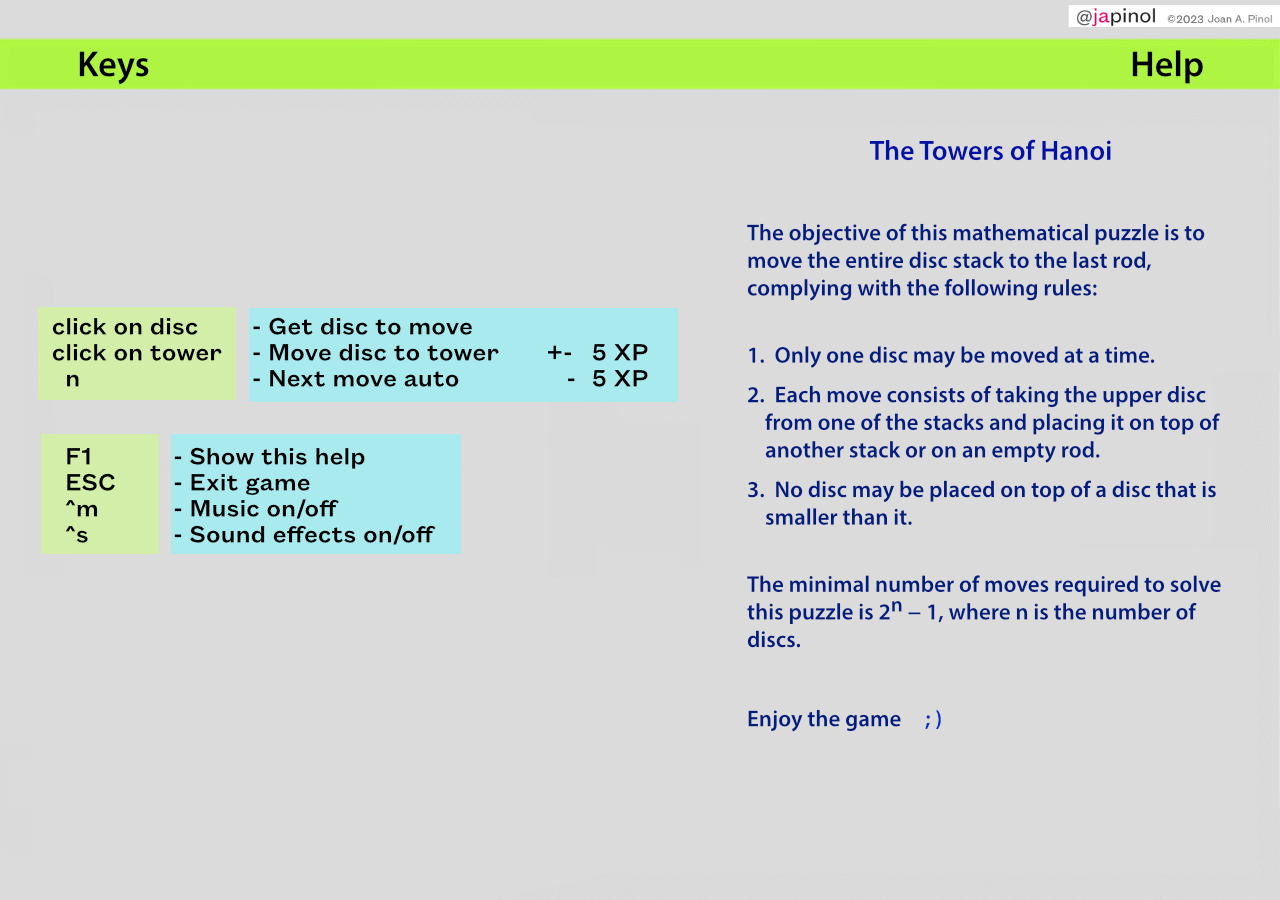 @japinol ©2023 Joan A. Pinol
Keys
Help
click on disc - Get disc to move
click on tower - Move disc to tower +- 5 XP
n - Next move auto - 5 XP
F1 - Show this help
ESC - Exit game
^m - Music on/off
^s - Sound effects on/off
The Towers of Hanoi
The objective of this mathematical puzzle is to
move the entire disc stack to the last rod,
complying with the following rules:
1. Only one disc may be moved at a time.
2. Each move consists of taking the upper disc
from one of the stacks and placing it on top of
another stack or on an empty rod.
3. No disc may be placed on top of a disc that is
smaller than it.
The minimal number of moves required to solve
this puzzle is 2ⁿ − 1, where n is the number of
discs.
Enjoy the game ;)